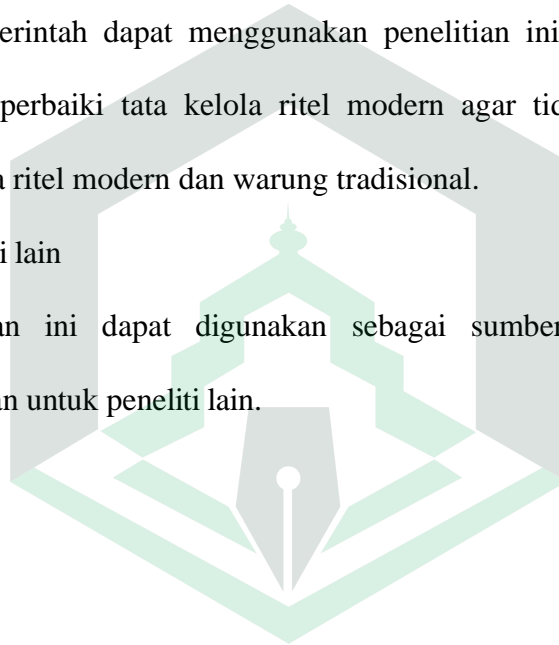 erintah dapat menggunakan penelitian ini
perbaiki tata kelola ritel modern agar tid
a ritel modern dan warung tradisional.
i lain
an ini dapat digunakan sebagai sumber
an untuk peneliti lain.